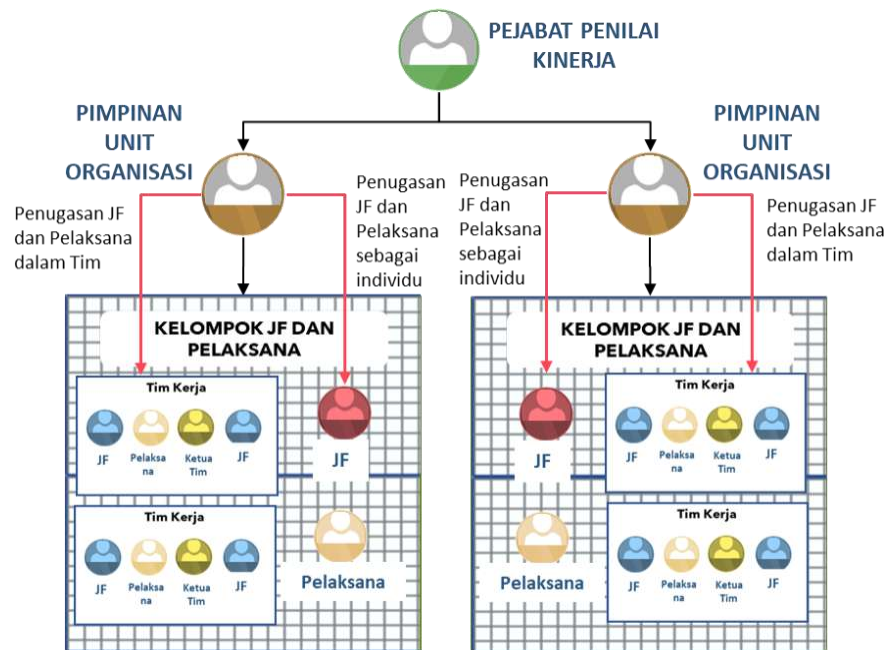 PEJABAT PENILAI
KINERJA
PIMPINAN
UNIT
ORGANISASI
PIMPINAN
UNIT
ORGANISASI
Penugasan JF
dan Pelaksana
dalam Tim
Penugasan
JF dan
Pelaksana
sebagai
individu
Penugasan
JF dan
Pelaksana
sebagai
individu
Penugasan JF
dan Pelaksana
dalam Tim
KELOMPOK JF DAN
PELAKSANA
Tim Kerja
JF
Pelaksa
na
Ketua
Tim
JF
JF
Tim Kerja
JF
Pelaksa
na
Ketua
Tim
JF
Pelaksana
KELOMPOK JF DAN
PELAKSANA
JF
Tim Kerja
JF
Pelaksa
na
Ketua
Tim
JF
Pelaksana
Tim Kerja
JF
Pelaksa
na
Ketua
Tim
JF